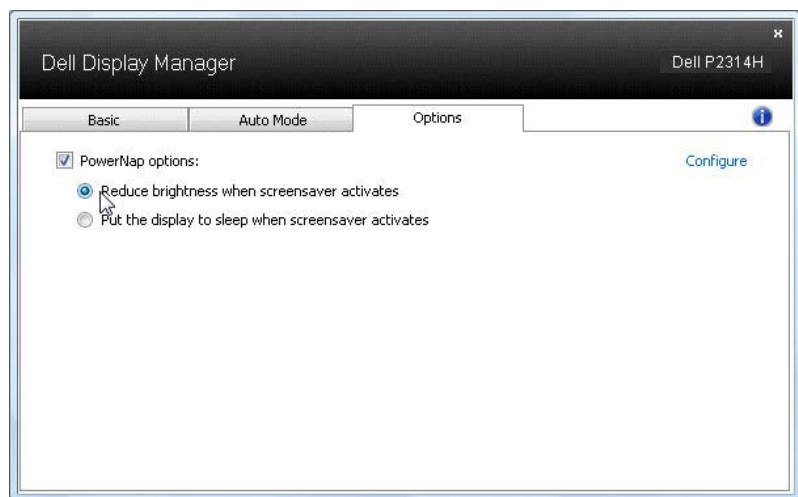 Dell Display Manager
Dell P2314H
Basic
Auto Mode
Options
PowerNap options:
Configure
Reduce brightness when screensaver activates
Put the display to sleep when screensaver activates